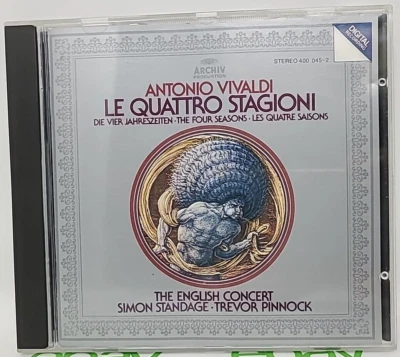 ARCHIV
PRODUKTION
STEREO 400 045-2
DIGITAL
RECORDING
ANTONIO VIVALDI
LE QUATTRO STAGIONI
DIE VIER JAHRESZEITEN · THE FOUR SEASONS · LES QUATRE SAISONS
THE ENGLISH CONCERT
SIMON STANDAGE · TREVOR PINNOCK